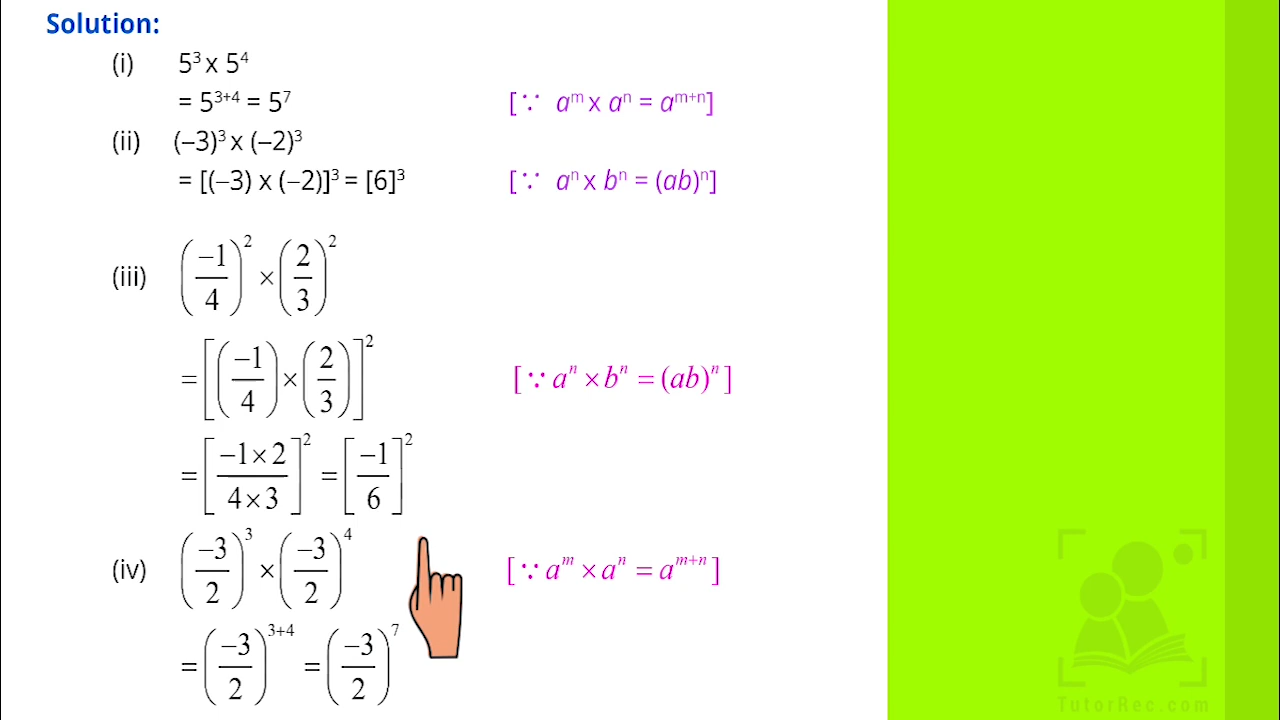 Solution:
(i) 5³ x 5⁴
= 5³⁺⁴ = 5⁷ [∵ aᵐ x aⁿ = aᵐ⁺ⁿ]
(ii) (–3)³ x (–2)³
= [(–3) x (–2)]³ = [6]³ [∵ aⁿ x bⁿ = (ab)ⁿ]
(iii) (−1/4)² × (2/3)²
= [(−1/4) × (2/3)]² [∵ aⁿ × bⁿ = (ab)ⁿ]
= [−1×2/4×3]² = [−1/6]²
(iv) (−3/2)³ × (−3/2)⁴ [∵ aᵐ × aⁿ = aᵐ⁺ⁿ]
= (−3/2)³⁺⁴ = (−3/2)⁷
TutorRec.com